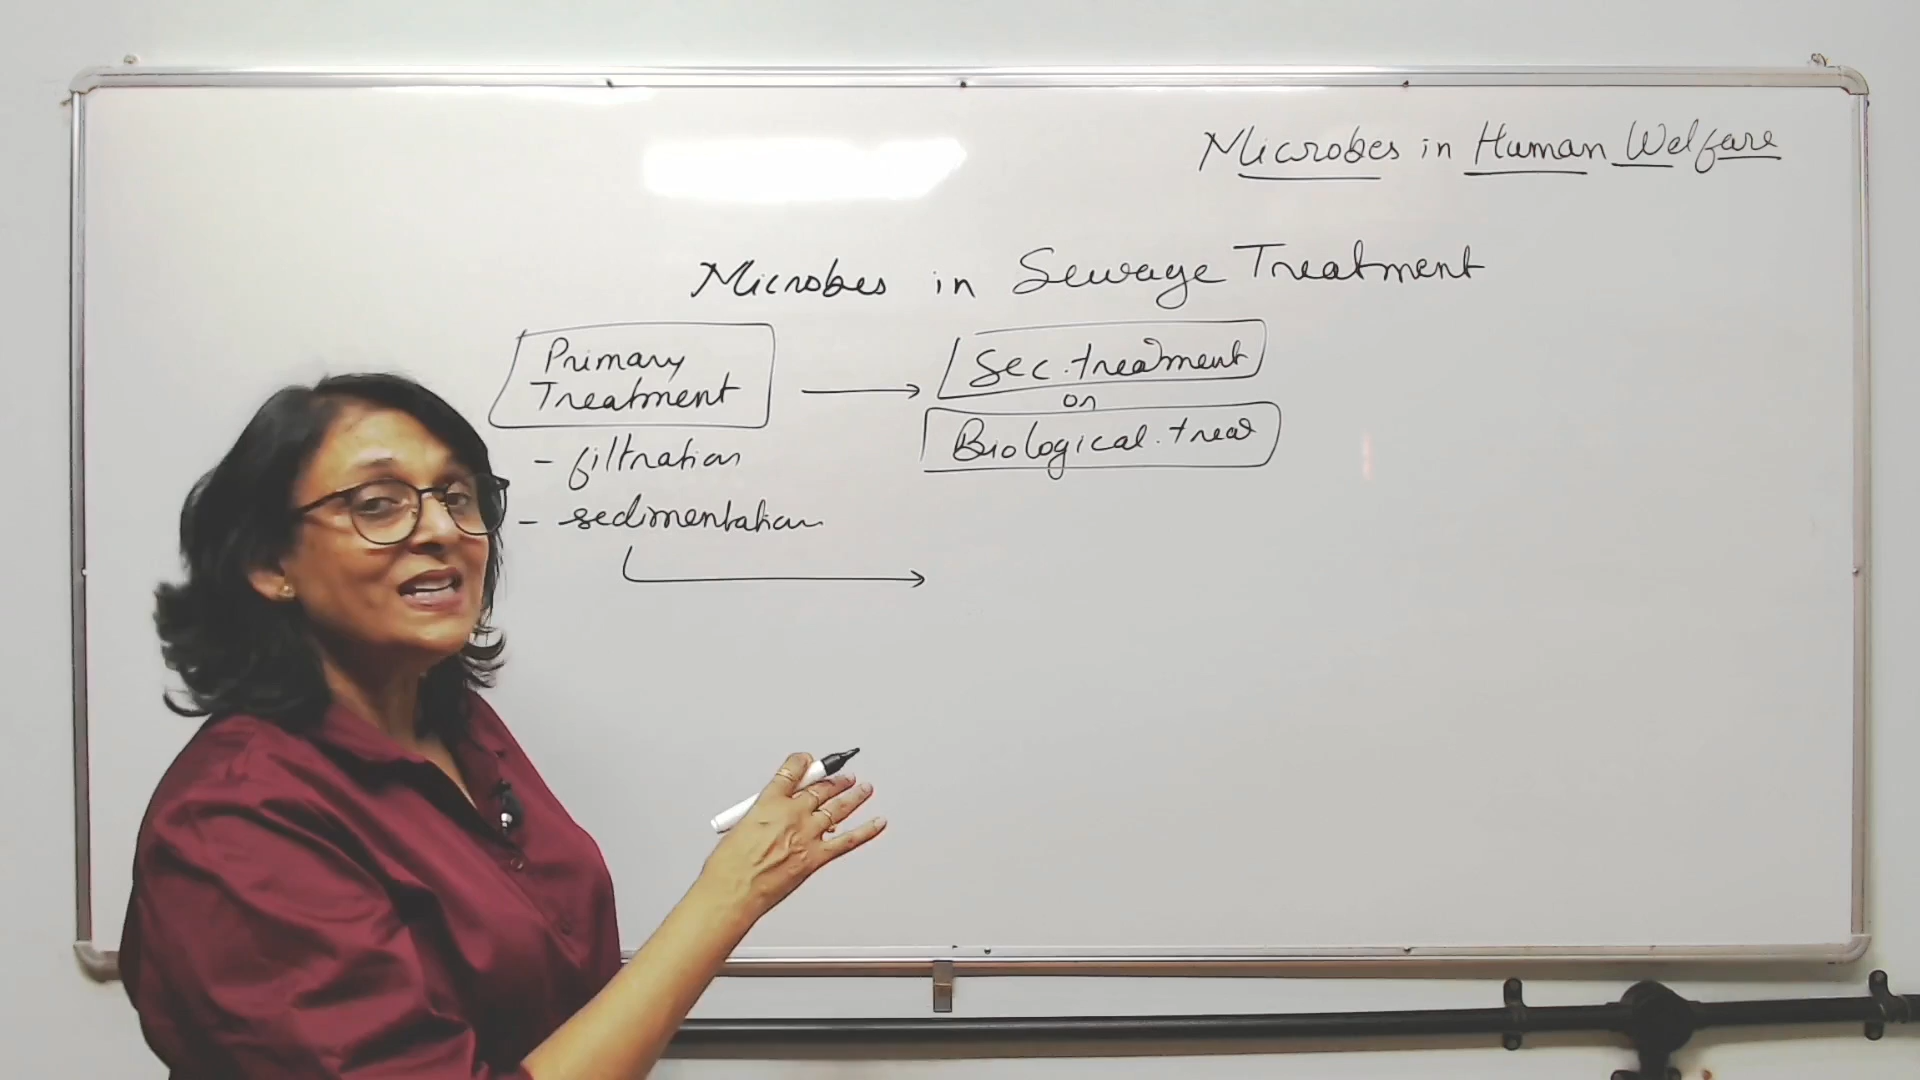 Microbes in Human Welfare
Microbes in Sewage Treatment
Primary
Treatment
- filtration
- sedimentation
Sec. treatment
or
Biological. treat